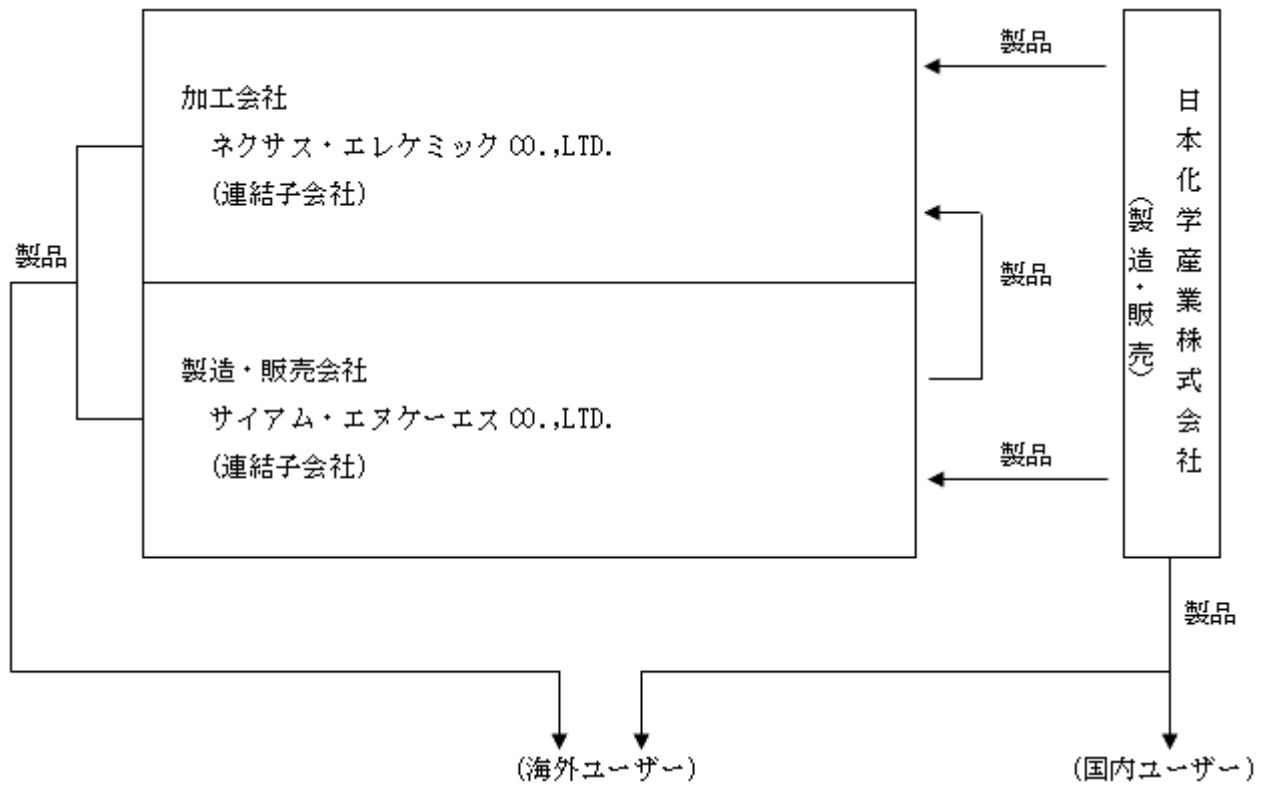 製品
加工会社
ネクサス・エレケミック CO.,LTD.
(連結子会社)
製品
製品
製造・販売会社
サイアム・エヌケーエス CO.,LTD.
(連結子会社)
製品
日本化学産業株式会社
(製造・販売)
製品
(海外ユーザー)
(国内ユーザー)